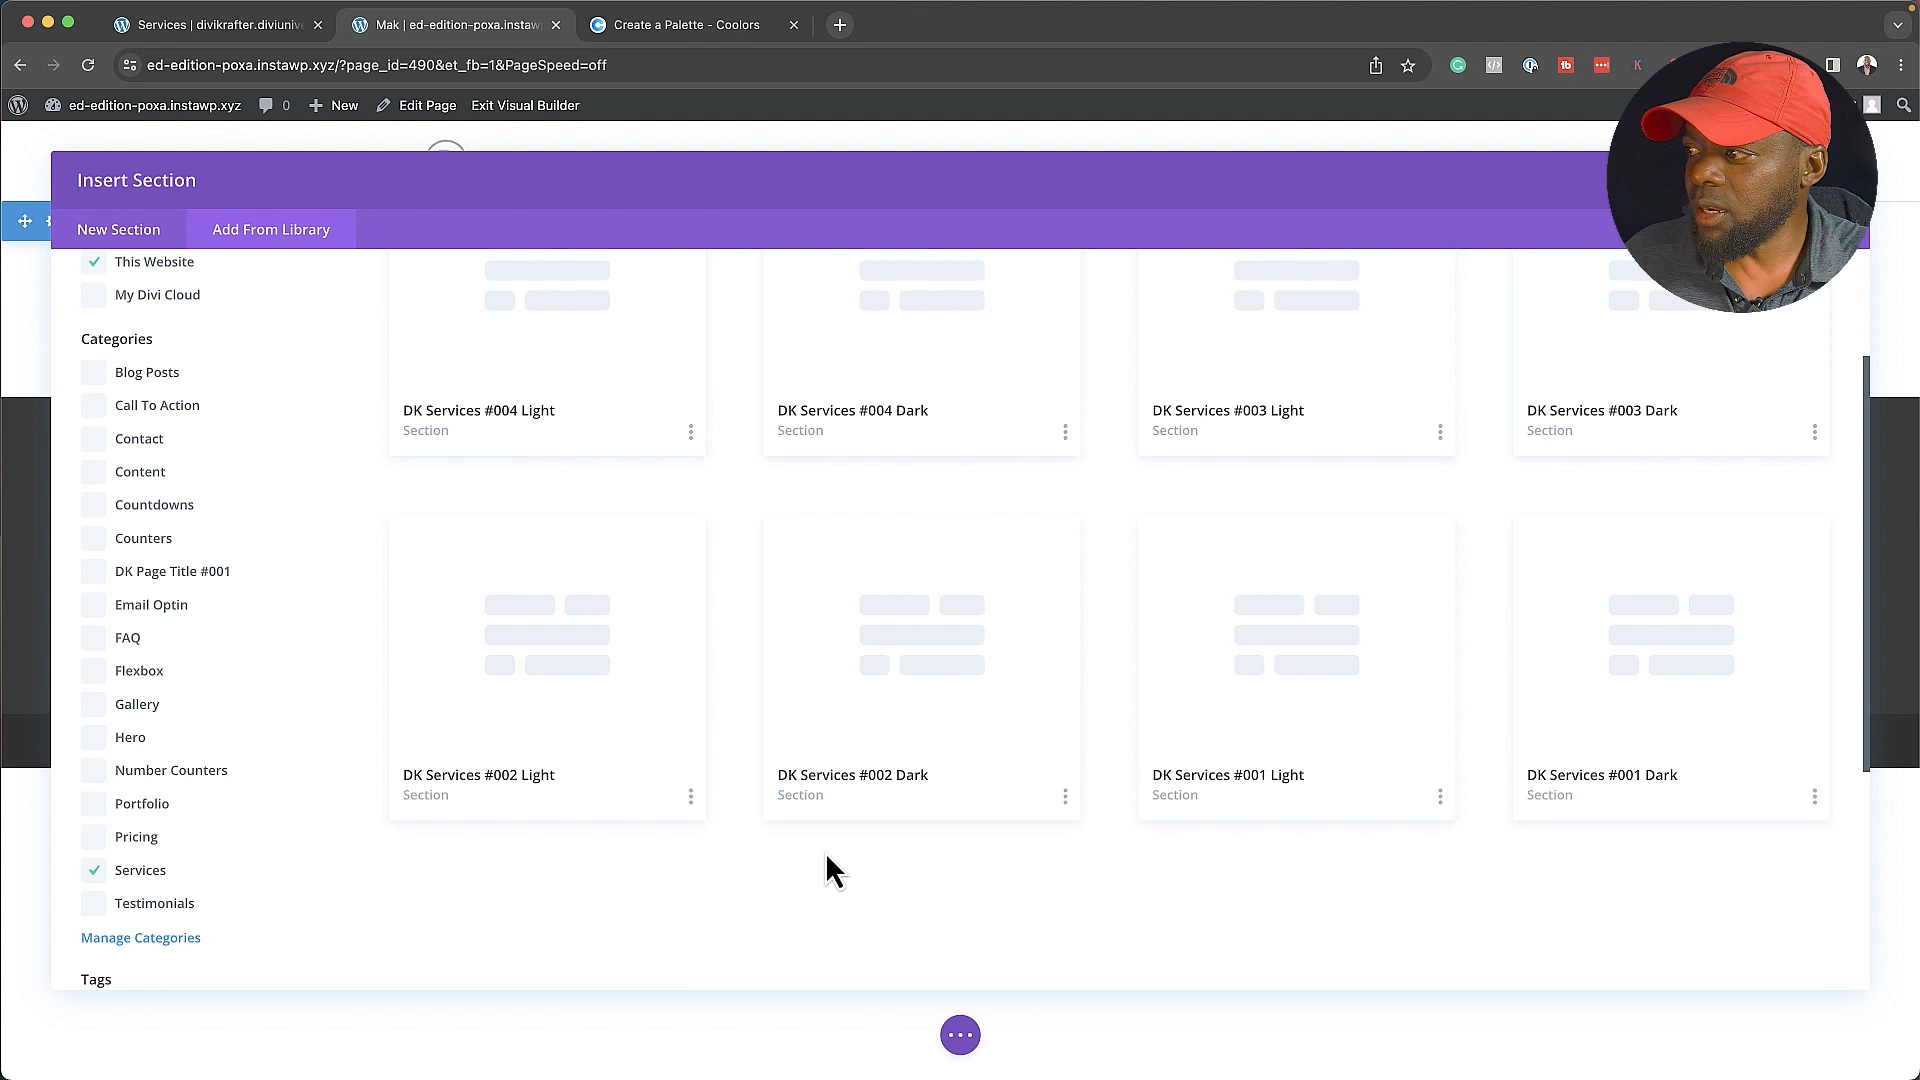 Services | divikrafter.diviunive
Mak | ed-edition-poxa.instaw
Create a Palette - Coolors
ed-edition-poxa.instawp.xyz/?page_id=490&et_fb=1&PageSpeed=off
ed-edition-poxa.instawp.xyz
0
New
Edit Page
Exit Visual Builder
Insert Section
New Section
Add From Library
This Website
My Divi Cloud
Categories
Blog Posts
Call To Action
Contact
Content
Countdowns
Counters
DK Page Title #001
Email Optin
FAQ
Flexbox
Gallery
Hero
Number Counters
Portfolio
Pricing
Services
Testimonials
Manage Categories
Tags
DK Services #004 Light
Section
DK Services #004 Dark
Section
DK Services #003 Light
Section
DK Services #003 Dark
Section
DK Services #002 Light
Section
DK Services #002 Dark
Section
DK Services #001 Light
Section
DK Services #001 Dark
Section